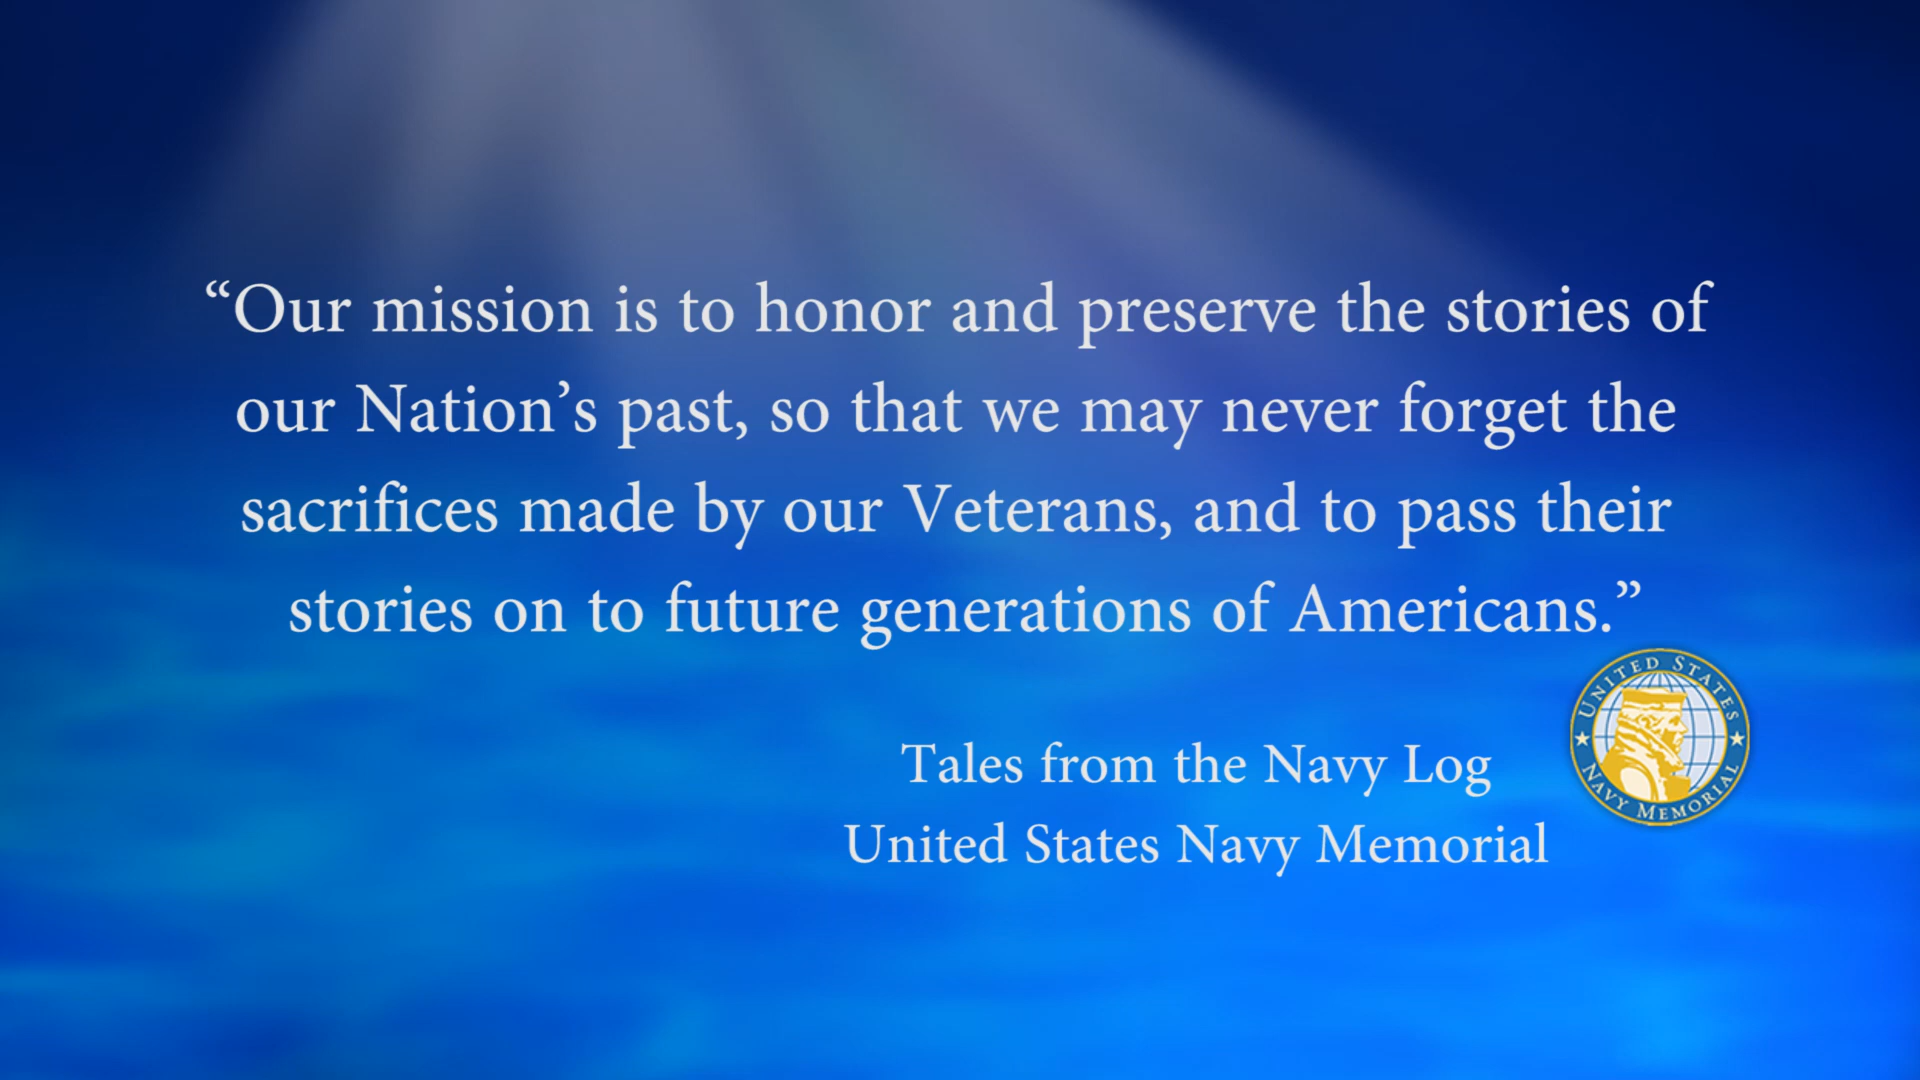 “Our mission is to honor and preserve the stories of
our Nation’s past, so that we may never forget the
sacrifices made by our Veterans, and to pass their
stories on to future generations of Americans.”
Tales from the Navy Log
United States Navy Memorial
UNITED STATES
NAVY MEMORIAL